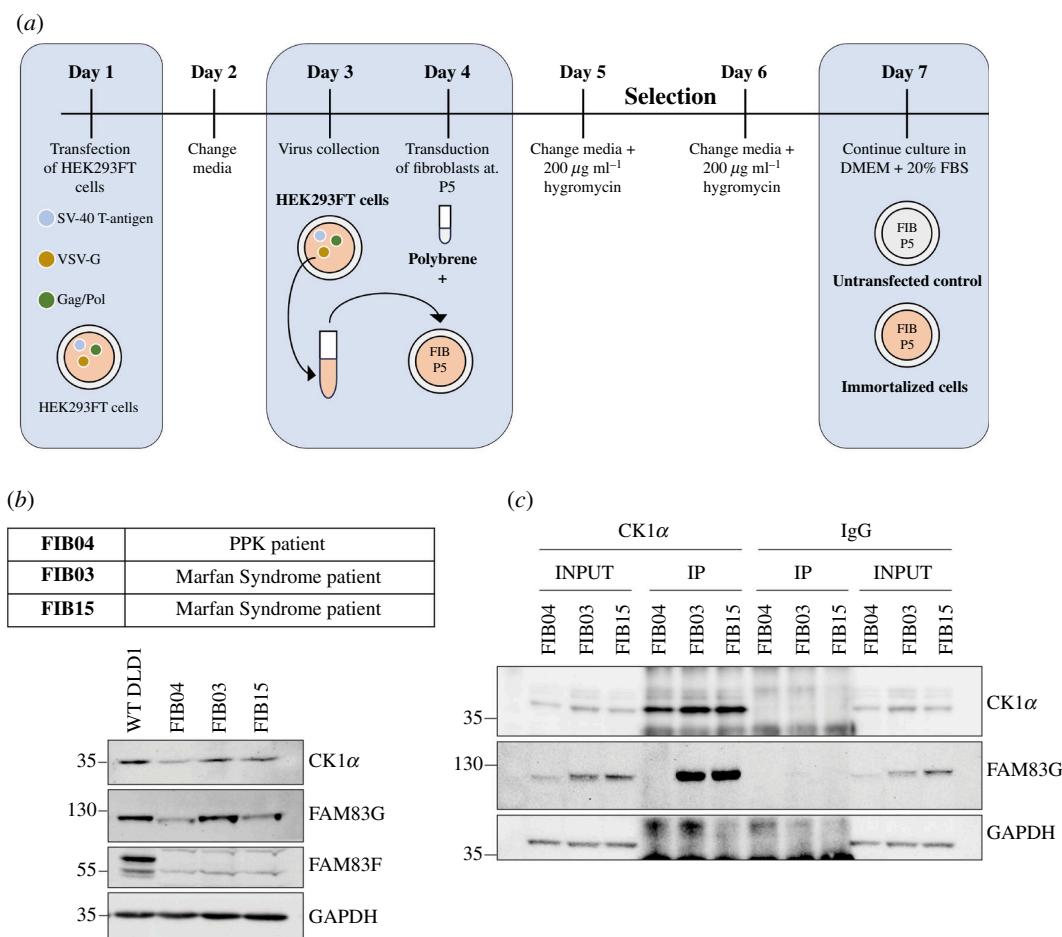 (a)
Day 1
Day 2
Day 3
Day 4
Day 5
Day 6
Day 7
Selection
Transfection
of HEK293FT
cells
Change
media
Virus collection
Transduction
of fibroblasts at.
P5
Change media +
200 μg ml−1
hygromycin
Change media +
200 μg ml−1
hygromycin
Continue culture in
DMEM + 20% FBS
SV-40 T-antigen
VSV-G
Gag/Pol
HEK293FT cells
HEK293FT cells
Polybrene
+
FIB
P5
FIB
P5
Untransfected control
FIB
P5
Immortalized cells
(b)
FIB04 PPK patient
FIB03 Marfan Syndrome patient
FIB15 Marfan Syndrome patient
WT DLD1
FIB04
FIB03
FIB15
35 CK1α
130 FAM83G
55 FAM83F
35 GAPDH
(c)
CK1α IgG
INPUT IP IP INPUT
FIB04 FIB03 FIB15 FIB04 FIB03 FIB15 FIB04 FIB03 FIB15 FIB04 FIB03 FIB15
35 CK1α
130 FAM83G
35 GAPDH